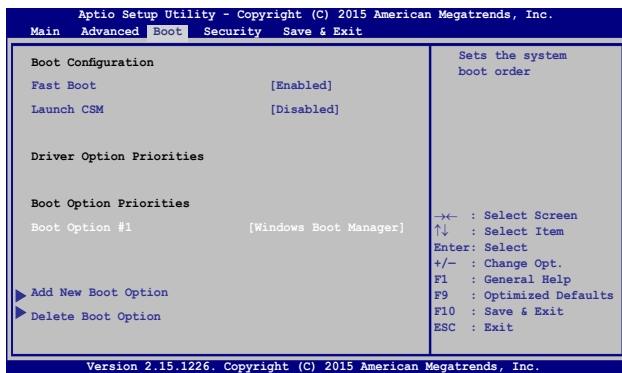 Aptio Setup Utility - Copyright (C) 2015 American Megatrends, Inc.
Main Advanced Boot Security Save & Exit
Boot Configuration
Fast Boot [Enabled]
Launch CSM [Disabled]
Driver Option Priorities
Boot Option Priorities
Boot Option #1 [Windows Boot Manager]
Add New Boot Option
Delete Boot Option
Sets the system
boot order
→← : Select Screen
↑↓ : Select Item
Enter: Select
+/— : Change Opt.
F1 : General Help
F9 : Optimized Defaults
F10 : Save & Exit
ESC : Exit
Version 2.15.1226. Copyright (C) 2015 American Megatrends, Inc.